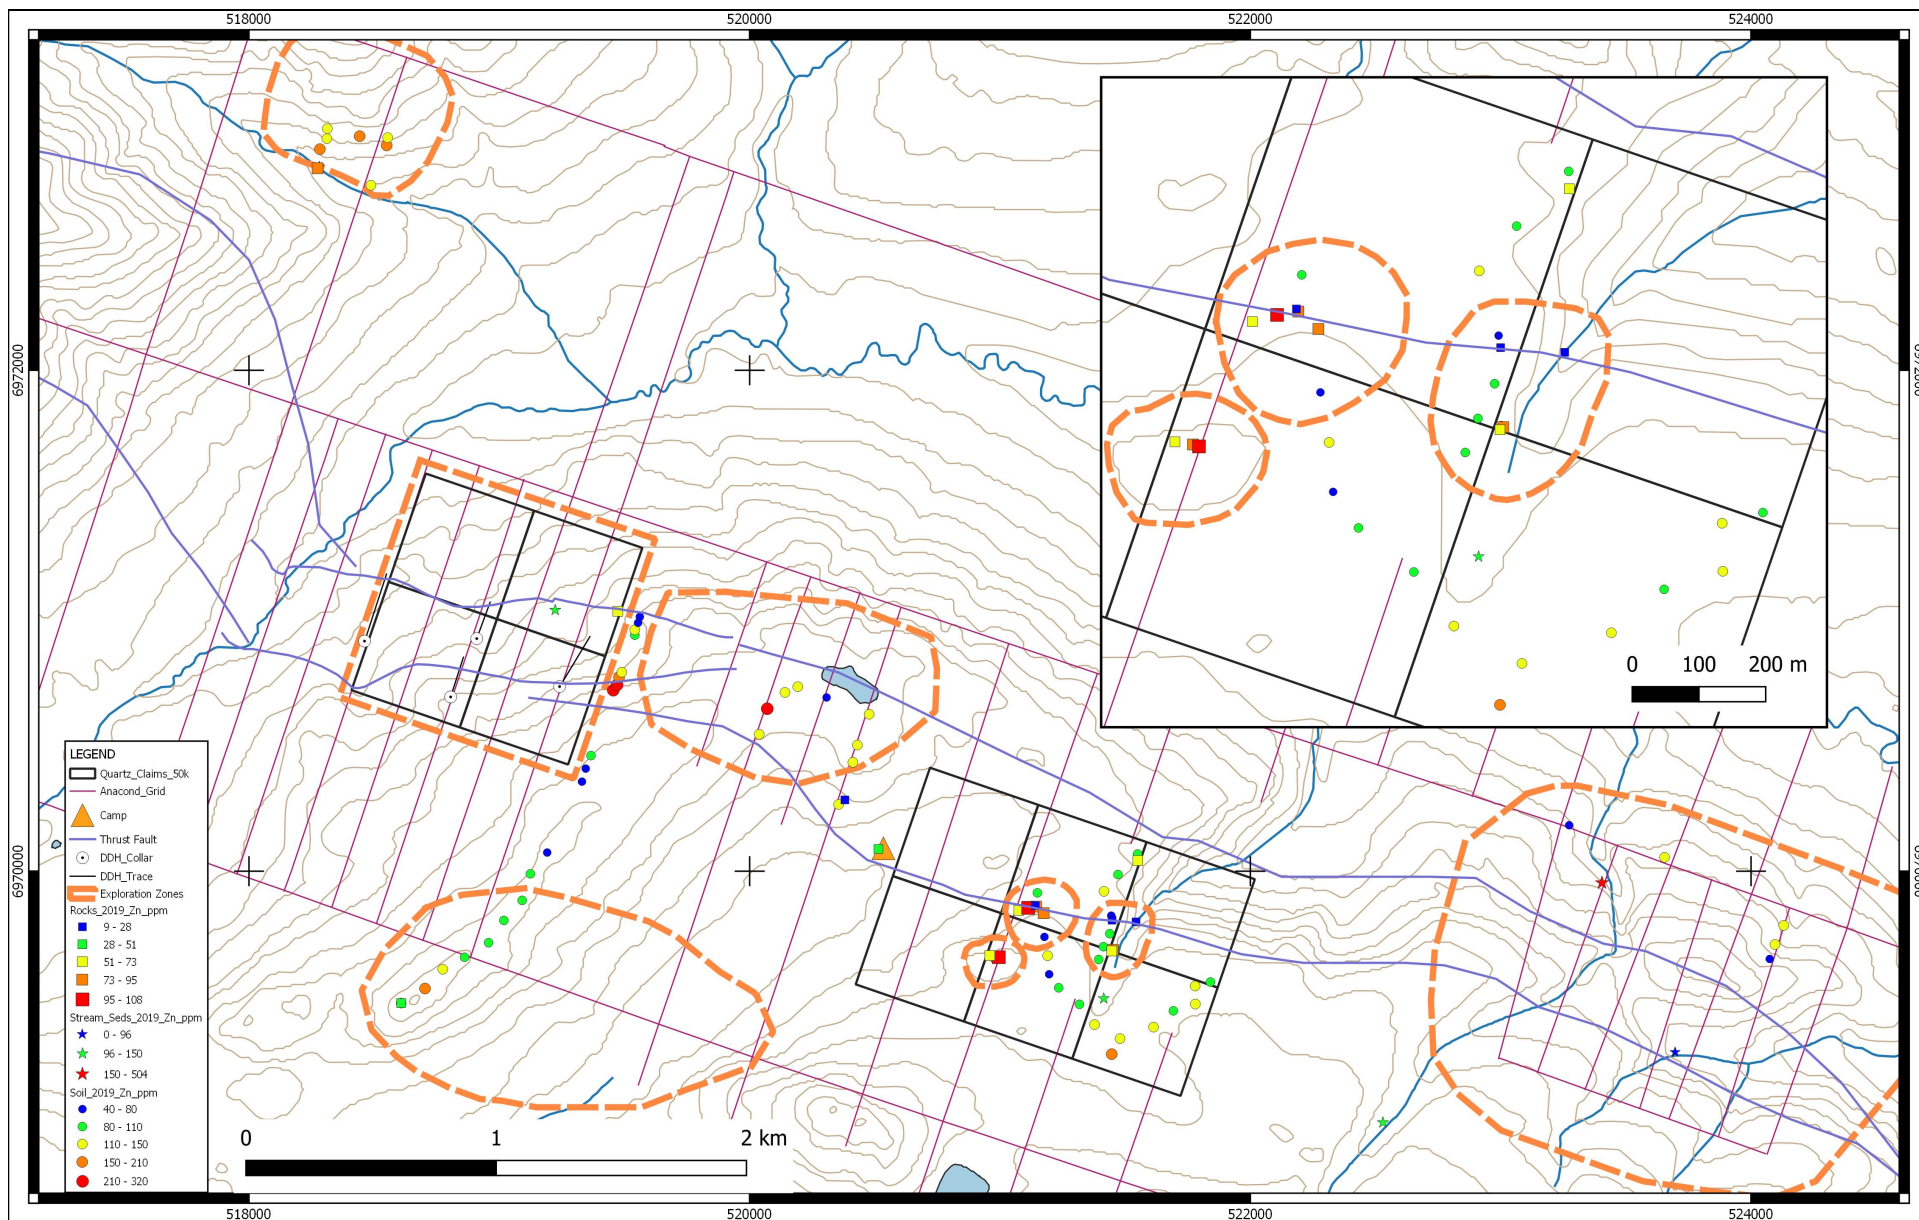 518000 520000 522000 524000
6972000
6970000
0 100 200 m
LEGEND
Quartz_Claims_50k
Anacond_Grid
Camp
Thrust Fault
DDH_Collar
DDH_Trace
Exploration Zones
Rocks_2019_Zn_ppm
9 - 28
28 - 51
51 - 73
73 - 95
95 - 108
Stream_Seds_2019_Zn_ppm
0 - 96
96 - 150
150 - 504
Soil_2019_Zn_ppm
40 - 80
80 - 110
110 - 150
150 - 210
210 - 320
0 1 2 km
6972000
6970000
518000 520000 522000 524000